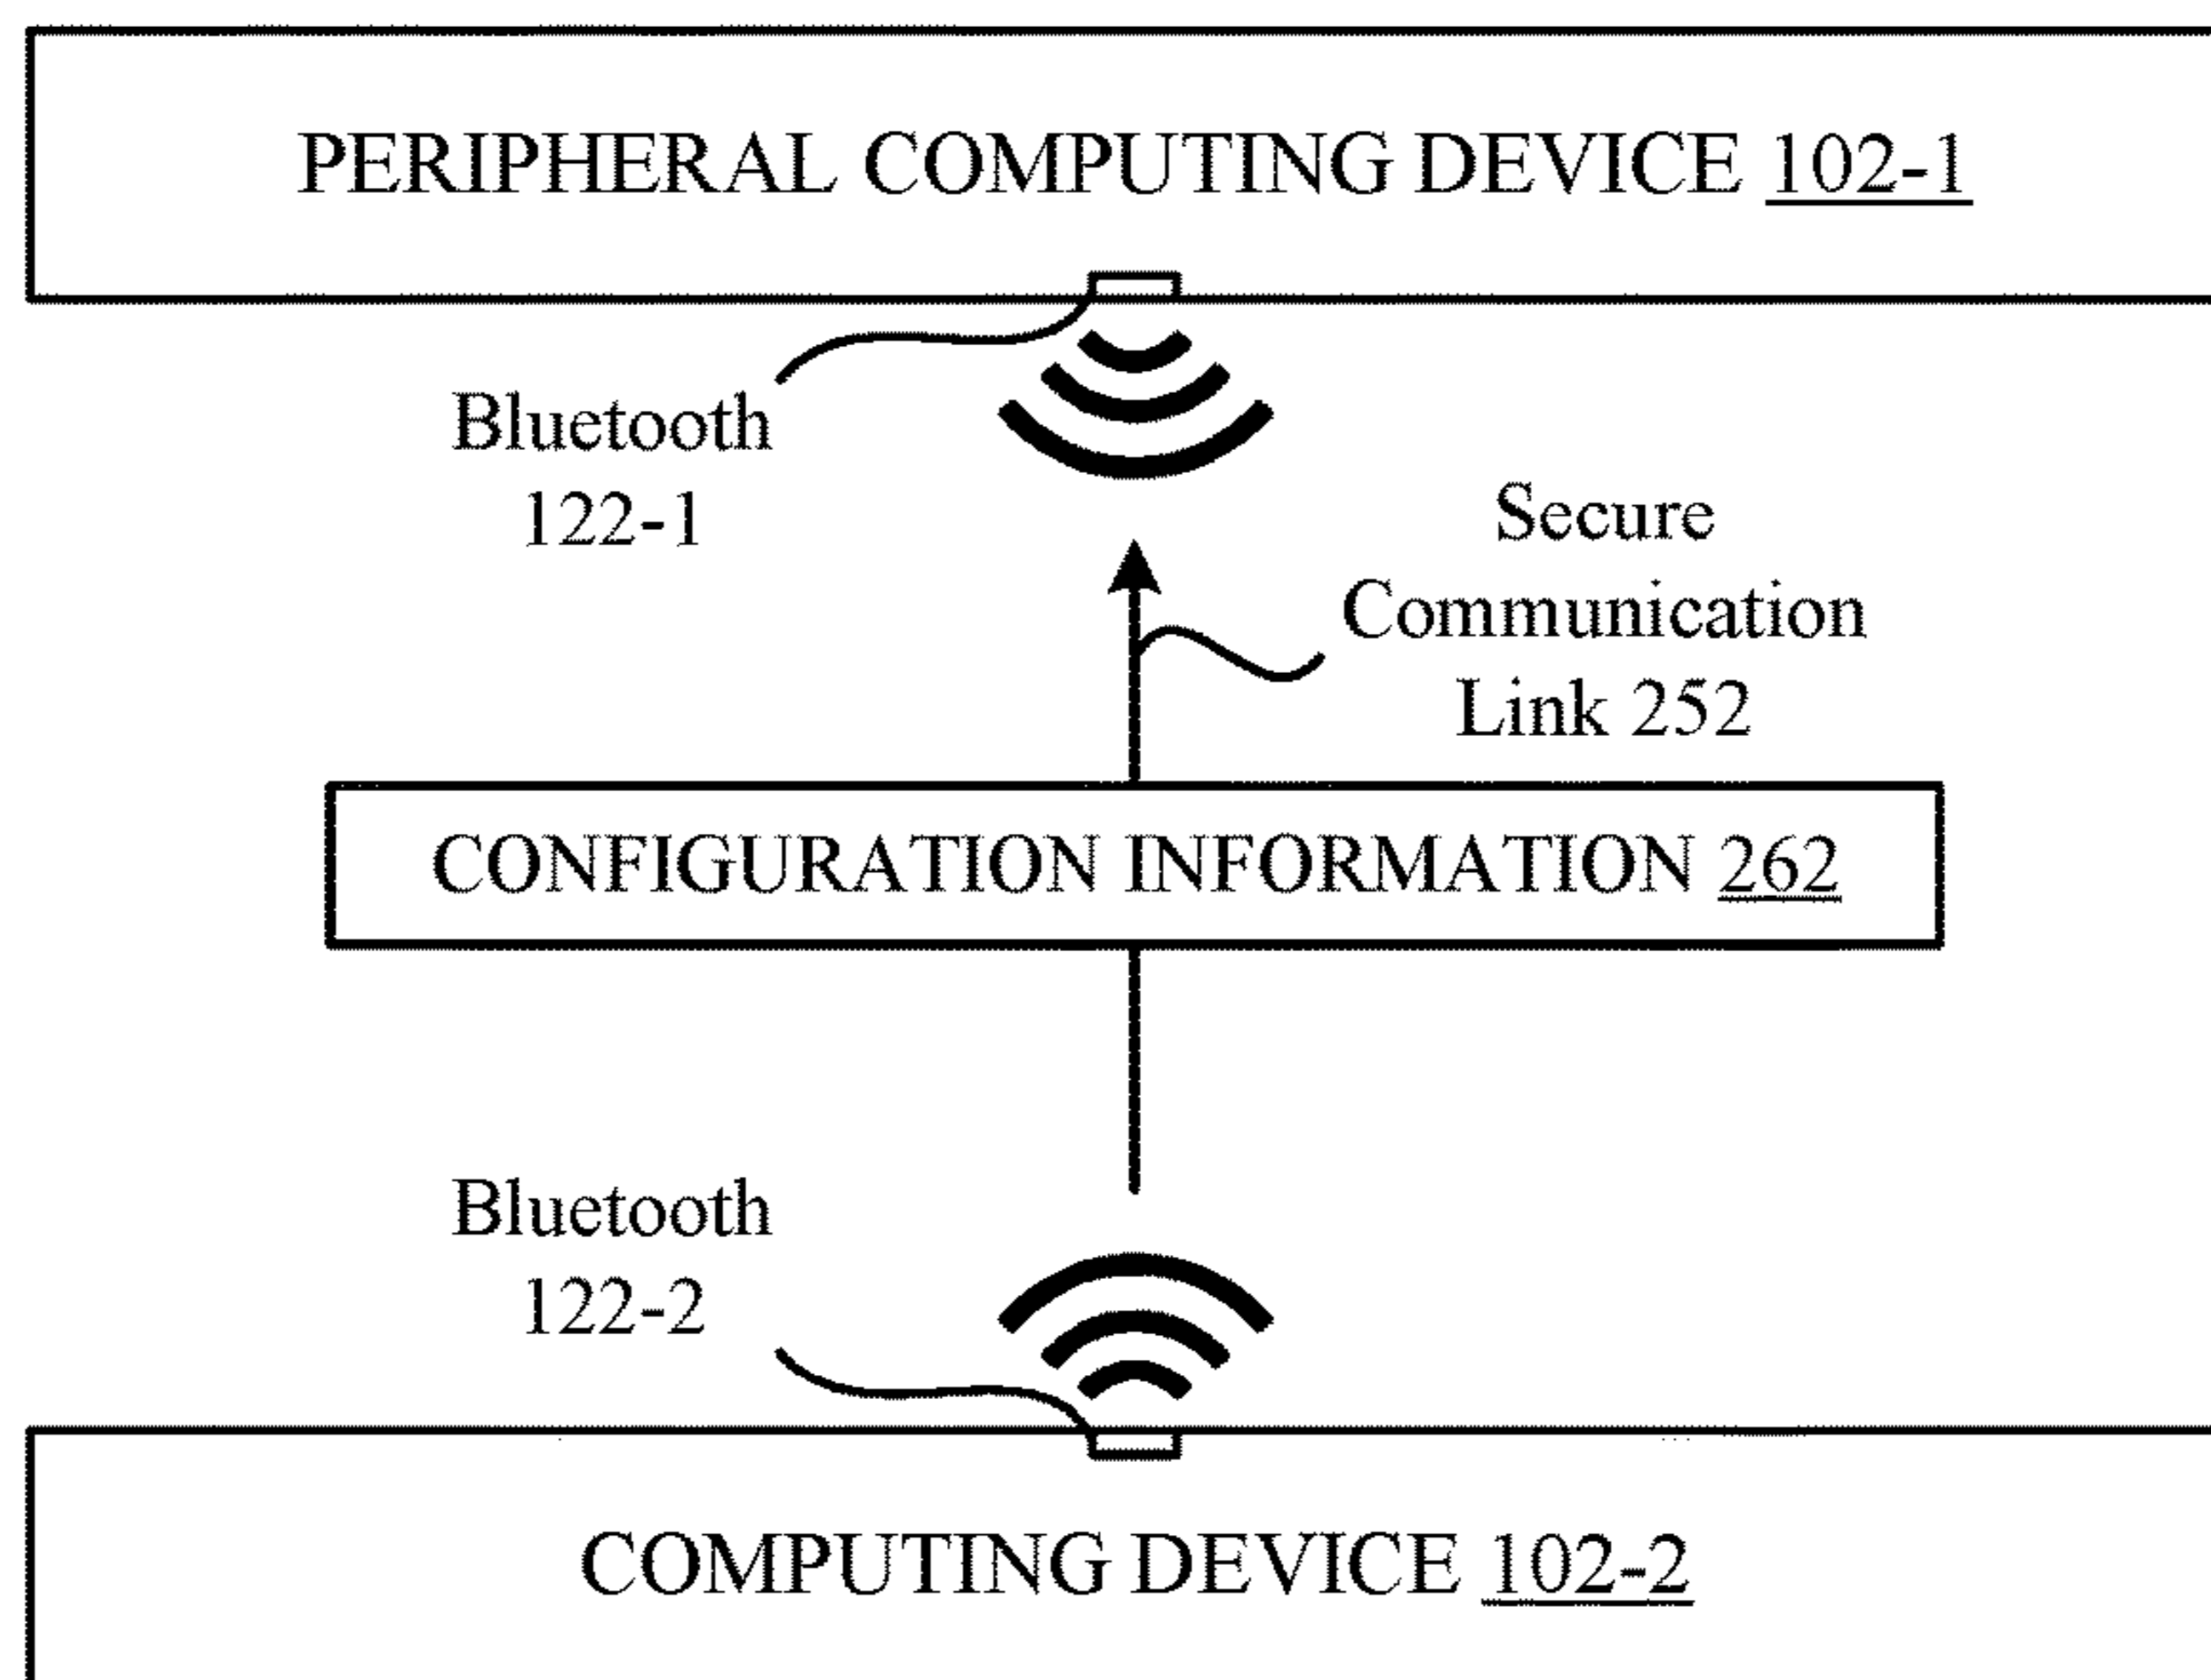 PERIPHERAL COMPUTING DEVICE 102-1
Bluetooth
122-1
Secure
Communication
Link 252
CONFIGURATION INFORMATION 262
Bluetooth
122-2
COMPUTING DEVICE 102-2